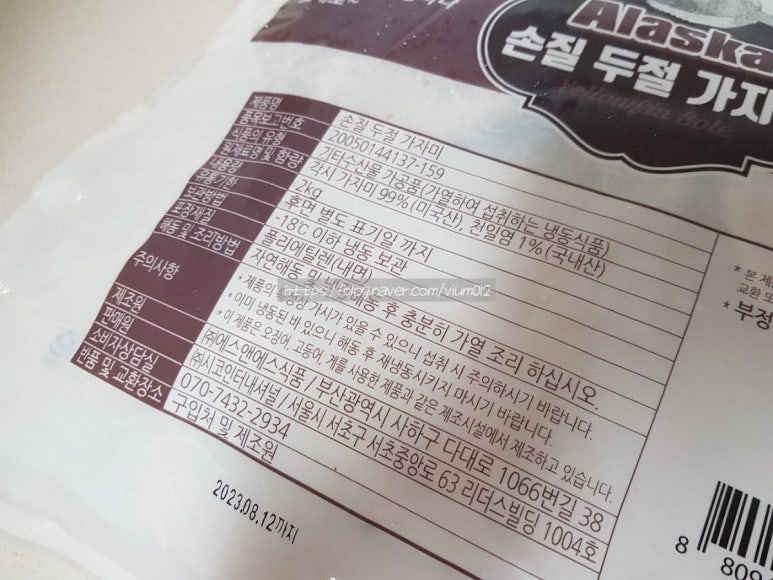 Alaska
손질 두절 가자
Yellowfin Sole
제품명 손질 두절 가자미
품목보고번호 20050144137-159
식품의 유형 기타수산물 가공품(가열하여 섭취하는 냉동식품)
원재료명 및 함량 각시가자미 99%(미국산), 천일염 1%(국내산)
내용량 2kg
유통기한 후면 별도 표기일 까지
보관방법 -18℃ 이하 냉동 보관
포장재질 폴리에틸렌(내면)
해동 및 조리방법 자연해동 및 해동 후 충분히 가열 조리 하십시오.
주의사항 * 제품의 가시가 있을 수 있으니 섭취 시 주의하시기 바랍니다.
* 이미 냉동된 바 있으니 해동 후 재냉동시키지 마시기 바랍니다.
* 이 제품은 오징어, 고등어, 게를 사용한 제품과 같은 제조시설에서 제조하고 있습니다.
제조원 ㈜에스앤에스식품 / 부산광역시 사하구 다대로 1066번길 38
판매원 ㈜시코인터내셔널 / 서울시 서초구 서초중앙로 63 리더스빌딩 1004호
소비자상담실 070-7432-2934
반품 및 교환장소 구입처 및 제조원
2023.08.12까지
https://blog.naver.com/vium012
* 본 제
교환 또
* 부정
8 809